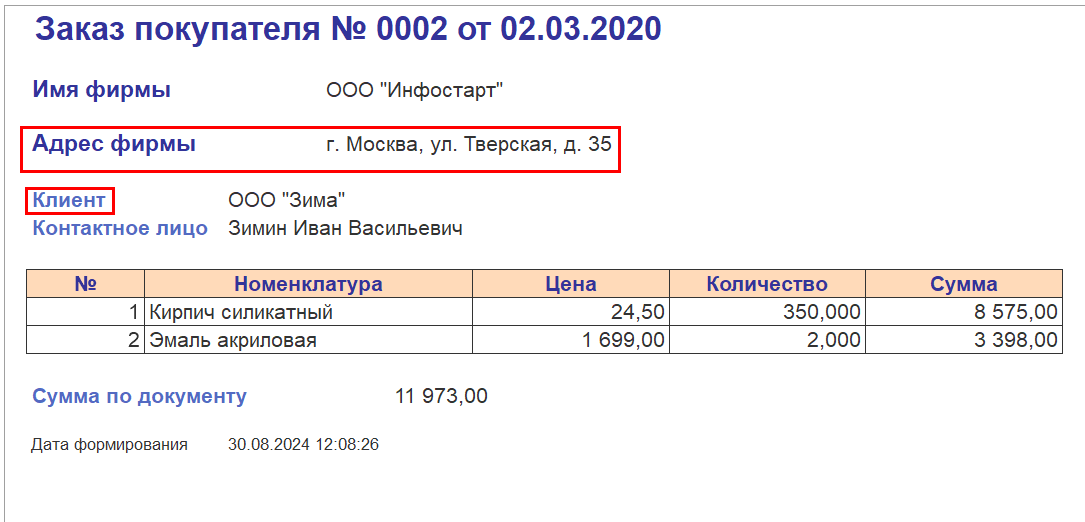 Заказ покупателя № 0002 от 02.03.2020
Имя фирмы ООО "Инфостарт"
Адрес фирмы г. Москва, ул. Тверская, д. 35
Клиент ООО "Зима"
Контактное лицо Зимин Иван Васильевич
№ Номенклатура Цена Количество Сумма
1 Кирпич силикатный 24,50 350,000 8 575,00
2 Эмаль акриловая 1 699,00 2,000 3 398,00
Сумма по документу 11 973,00
Дата формирования 30.08.2024 12:08:26